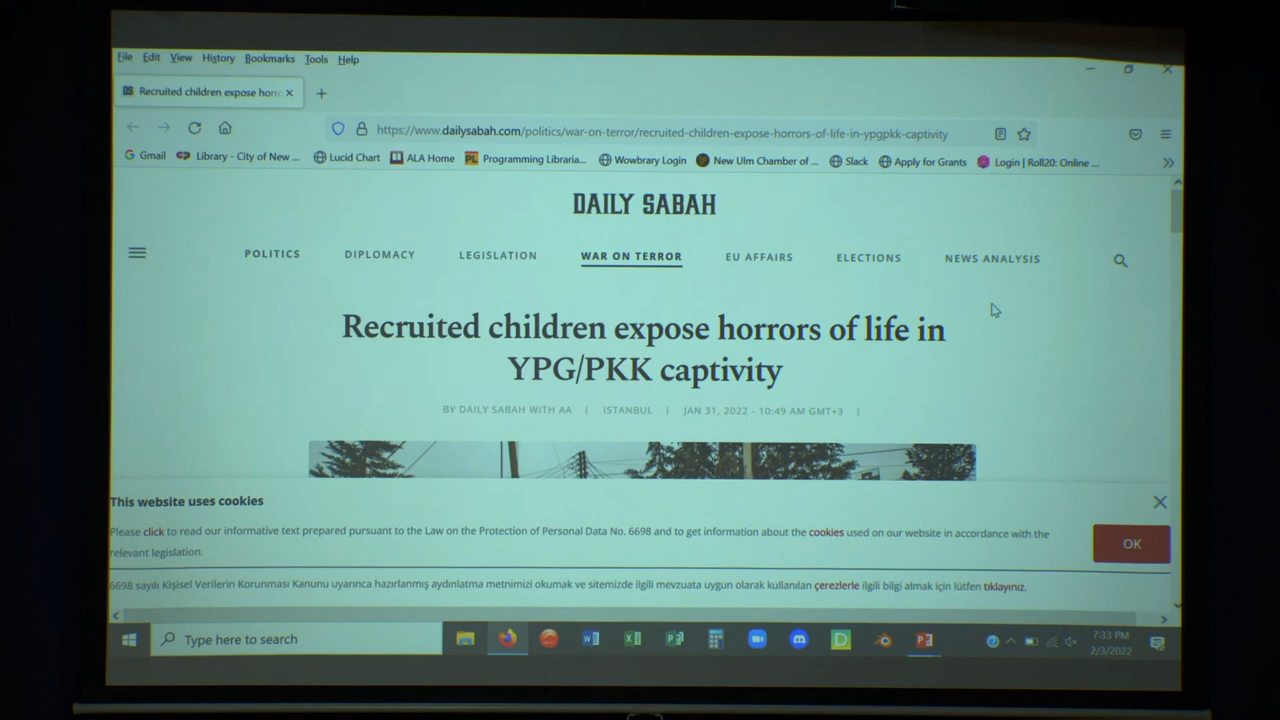 File Edit View History Bookmarks Tools Help
Recruited children expose horro
https://www.dailysabah.com/politics/war-on-terror/recruited-children-expose-horrors-of-life-in-ypgpkk-captivity
Gmail Library - City of New ... Lucid Chart ALA Home Programming Libraria... Wowbrary Login New Ulm Chamber of ... Slack Apply for Grants Login | Roll20: Online ...
DAILY SABAH
POLITICS DIPLOMACY LEGISLATION WAR ON TERROR EU AFFAIRS ELECTIONS NEWS ANALYSIS
Recruited children expose horrors of life in
YPG/PKK captivity
BY DAILY SABAH WITH AA | ISTANBUL | JAN 31, 2022 - 10:49 AM GMT+3 |
This website uses cookies
Please click to read our informative text prepared pursuant to the Law on the Protection of Personal Data No. 6698 and to get information about the cookies used on our website in accordance with the
relevant legislation.
OK
6698 sayılı Kişisel Verilerin Korunması Kanunu uyarınca hazırlanmış aydınlatma metnimizi okumak ve sitemizde ilgili mevzuata uygun olarak kullanılan çerezlerle ilgili bilgi almak için lütfen tıklayınız.
Type here to search
7:33 PM
2/3/2022